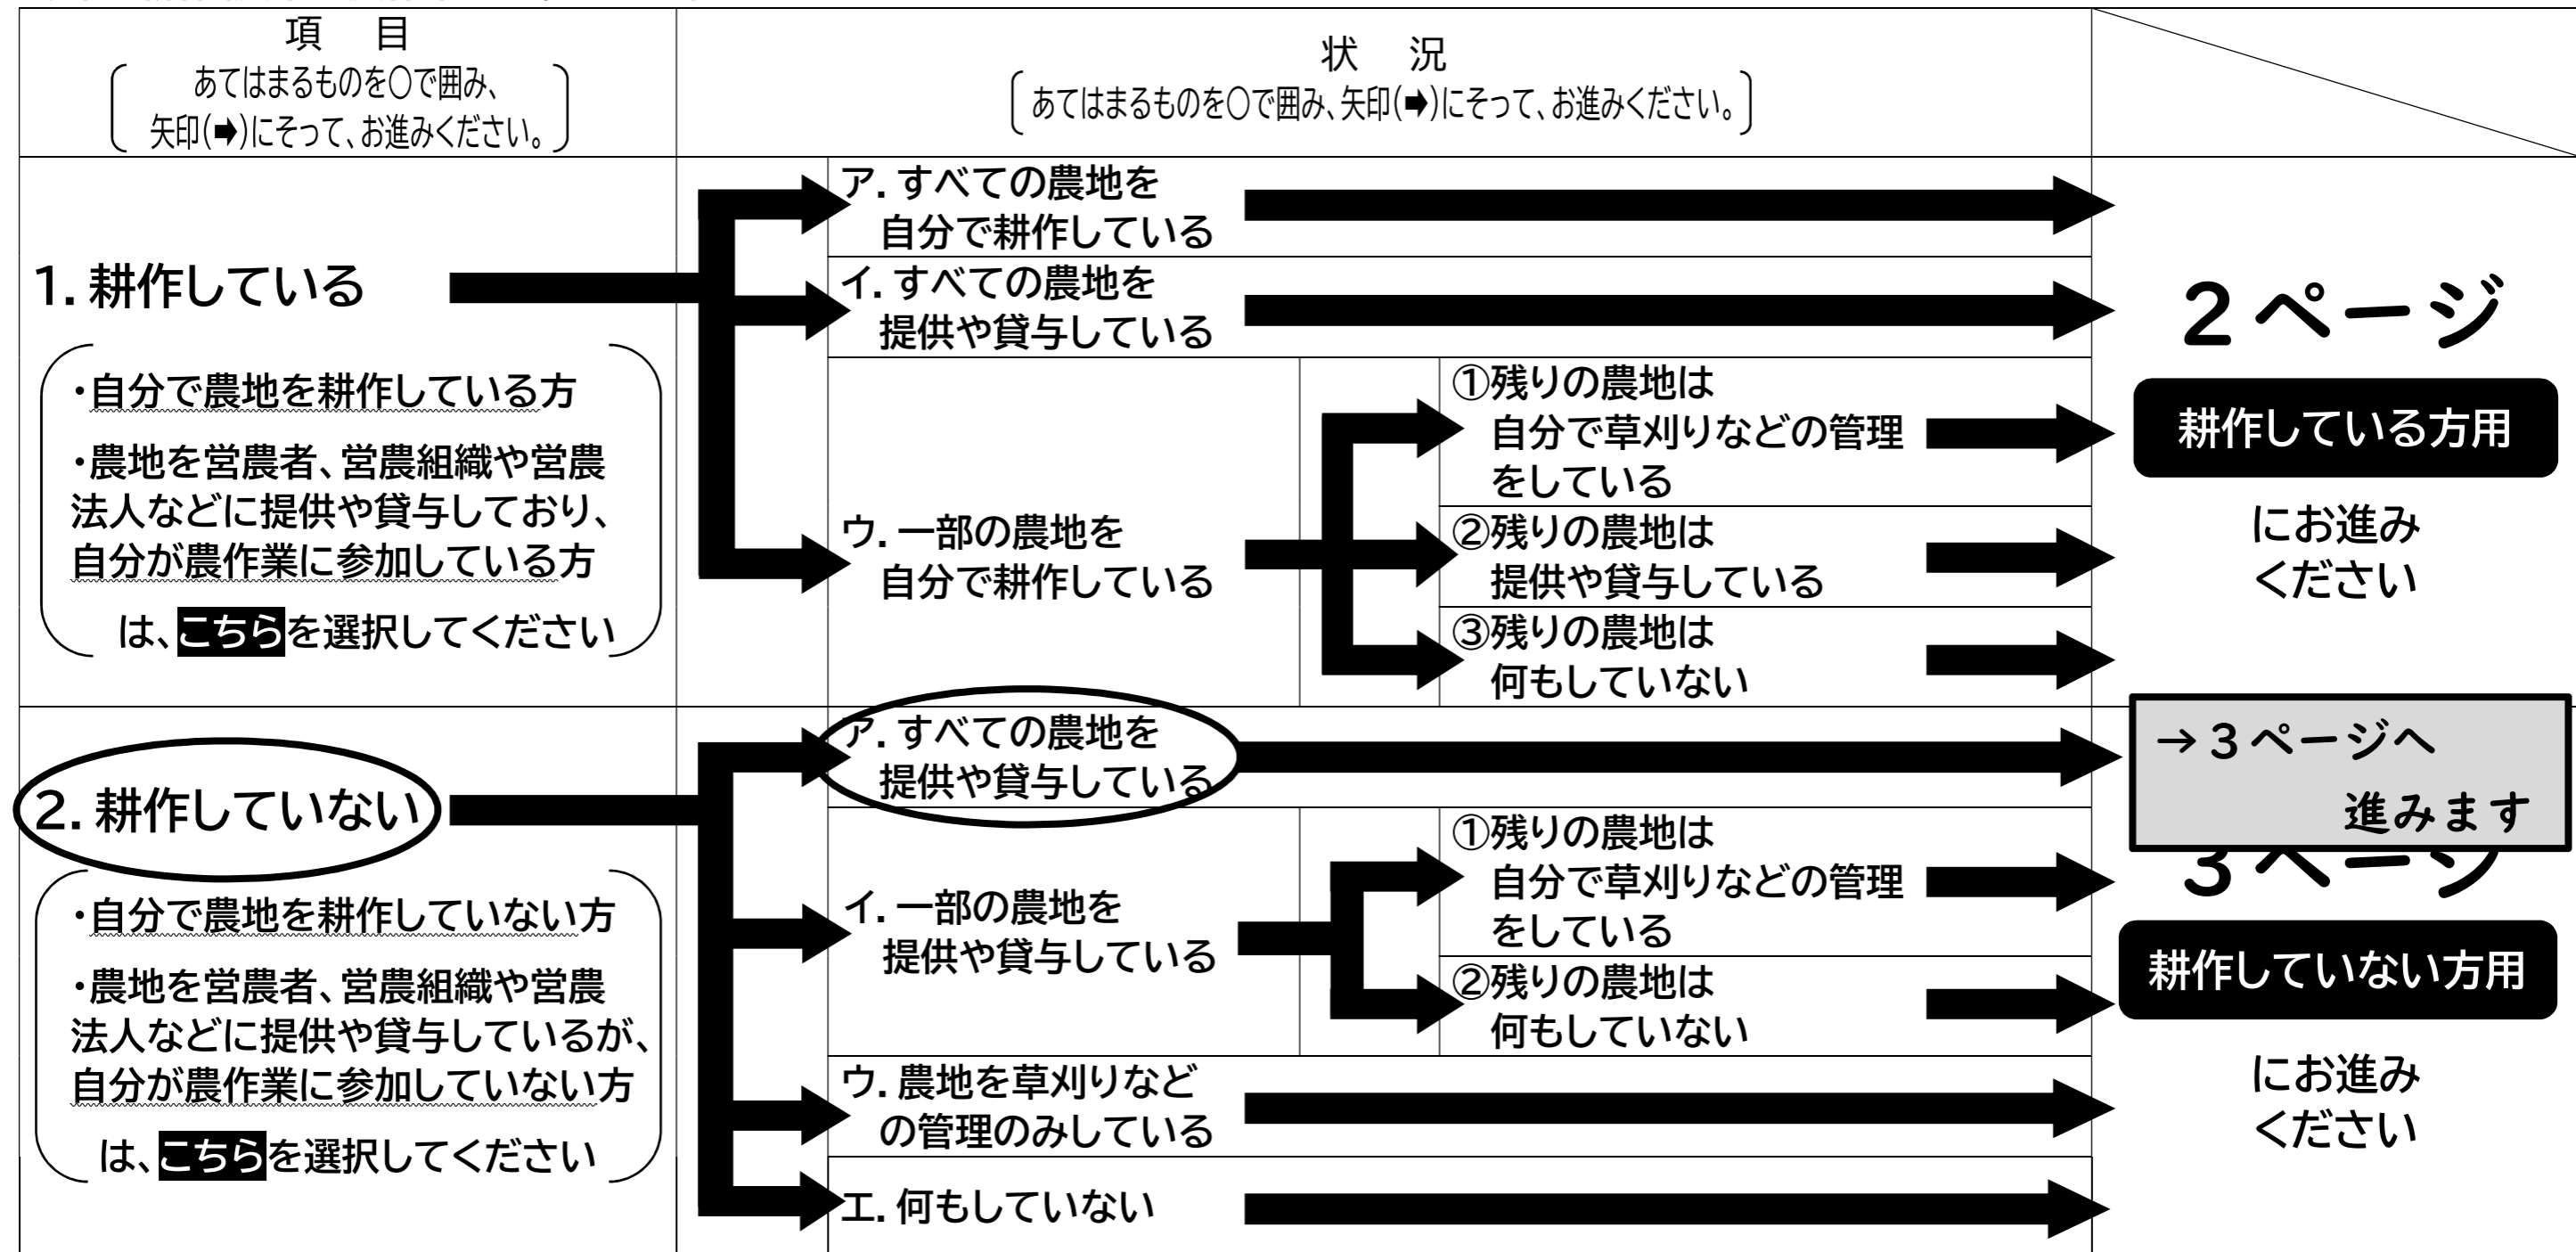 項　目
あてはまるものを〇で囲み、
矢印(➡)にそって、お進みください。
状　況
あてはまるものを〇で囲み、矢印(➡)にそって、お進みください。
1. 耕作している
・自分で農地を耕作している方
・農地を営農者、営農組織や営農
法人などに提供や貸与しており、
自分が農作業に参加している方
は、こちらを選択してください
ア. すべての農地を
自分で耕作している
イ. すべての農地を
提供や貸与している
ウ. 一部の農地を
自分で耕作している
①残りの農地は
自分で草刈りなどの管理
をしている
②残りの農地は
提供や貸与している
③残りの農地は
何もしていない
2ページ
耕作している方用
にお進み
ください
2. 耕作していない
・自分で農地を耕作していない方
・農地を営農者、営農組織や営農
法人などに提供や貸与しているが、
自分が農作業に参加していない方
は、こちらを選択してください
ア. すべての農地を
提供や貸与している
イ. 一部の農地を
提供や貸与している
①残りの農地は
自分で草刈りなどの管理
をしている
②残りの農地は
何もしていない
ウ. 農地を草刈りなど
の管理のみしている
エ. 何もしていない
→3ページへ
進みます
3ページ
耕作していない方用
にお進み
ください